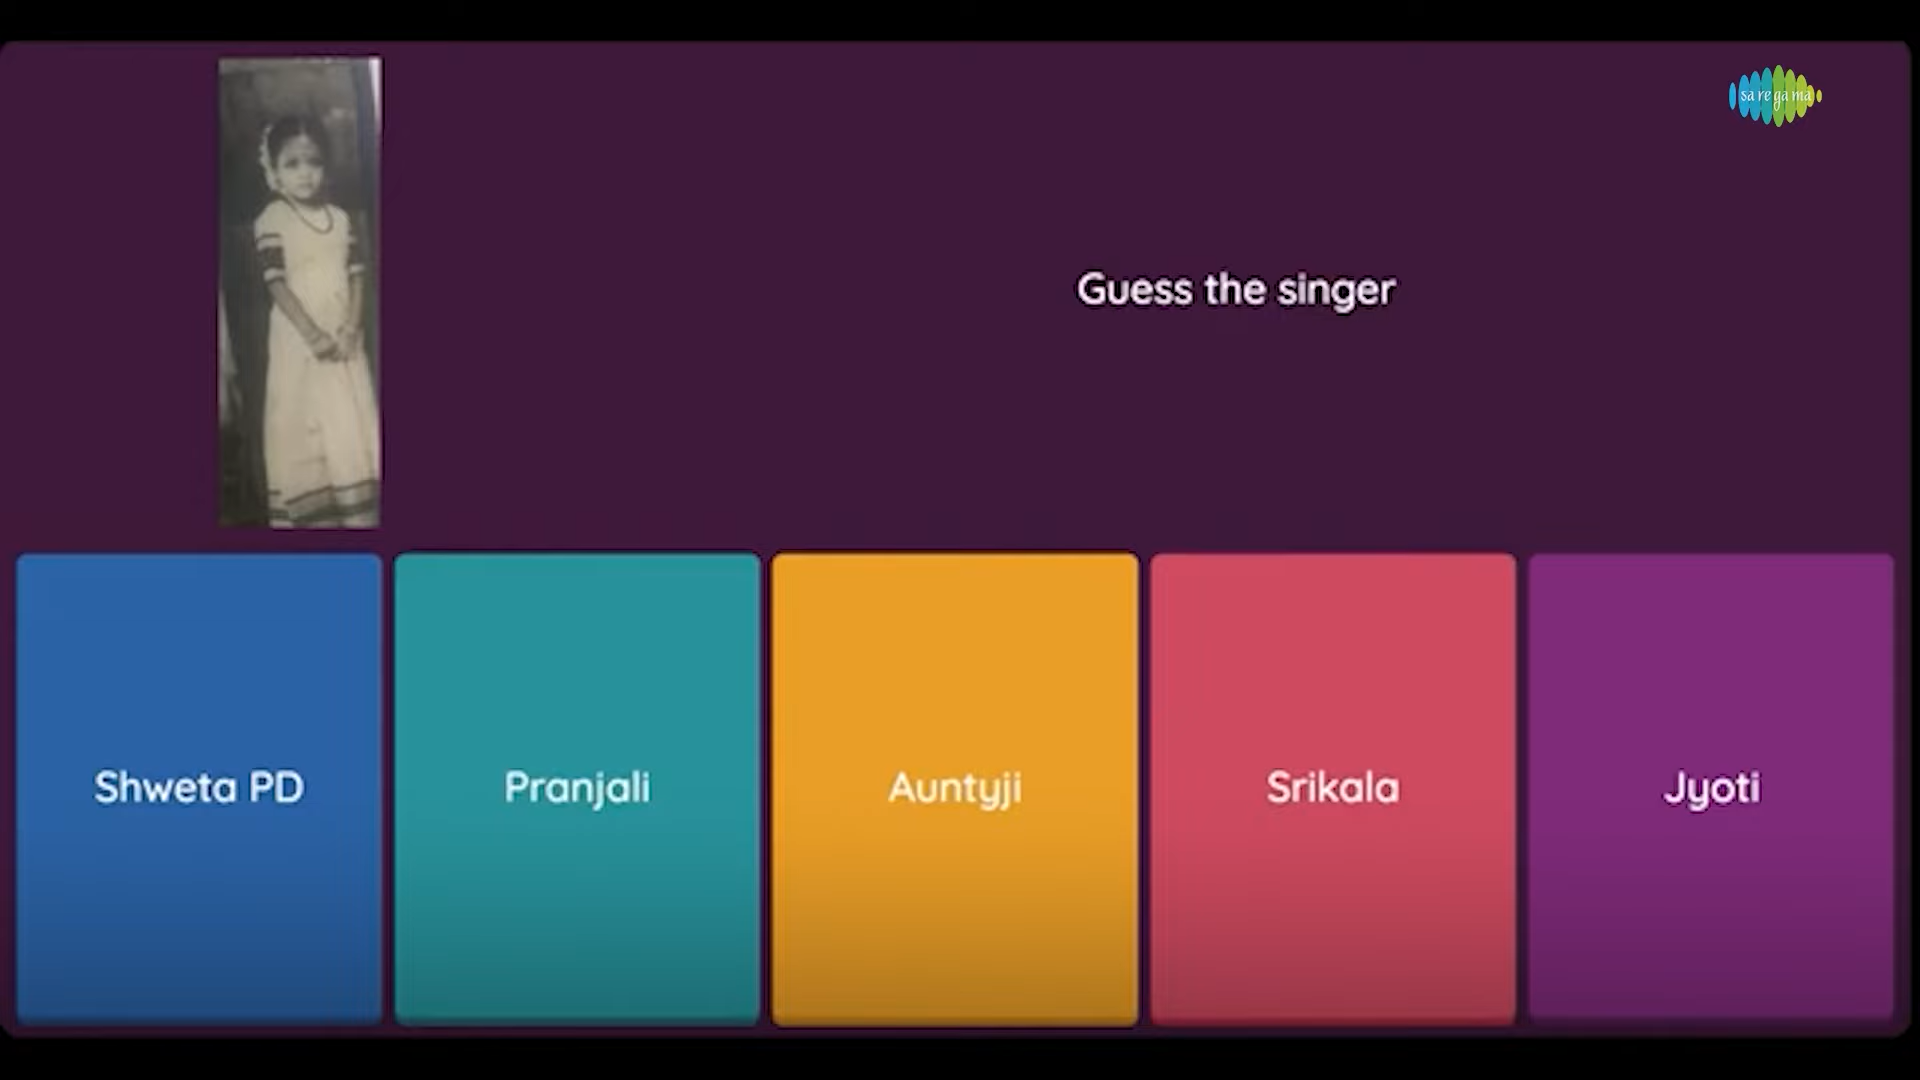 sa re ga ma
Guess the singer
Shweta PD
Pranjali
Auntyji
Srikala
Jyoti